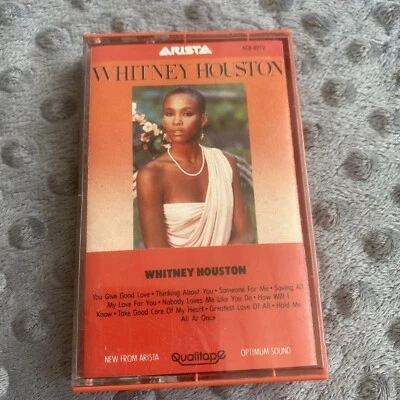 ARISTA
AC8-8212
WHITNEY HOUSTON
WHITNEY HOUSTON
You Give Good Love • Thinking About You • Someone For Me • Saving All
My Love For You • Nobody Loves Me Like You Do • How Will I
Know • Take Good Care Of My Heart • Greatest Love Of All • Hold Me
All At Once
NEW FROM ARISTA
Qualitape
OPTIMUM SOUND